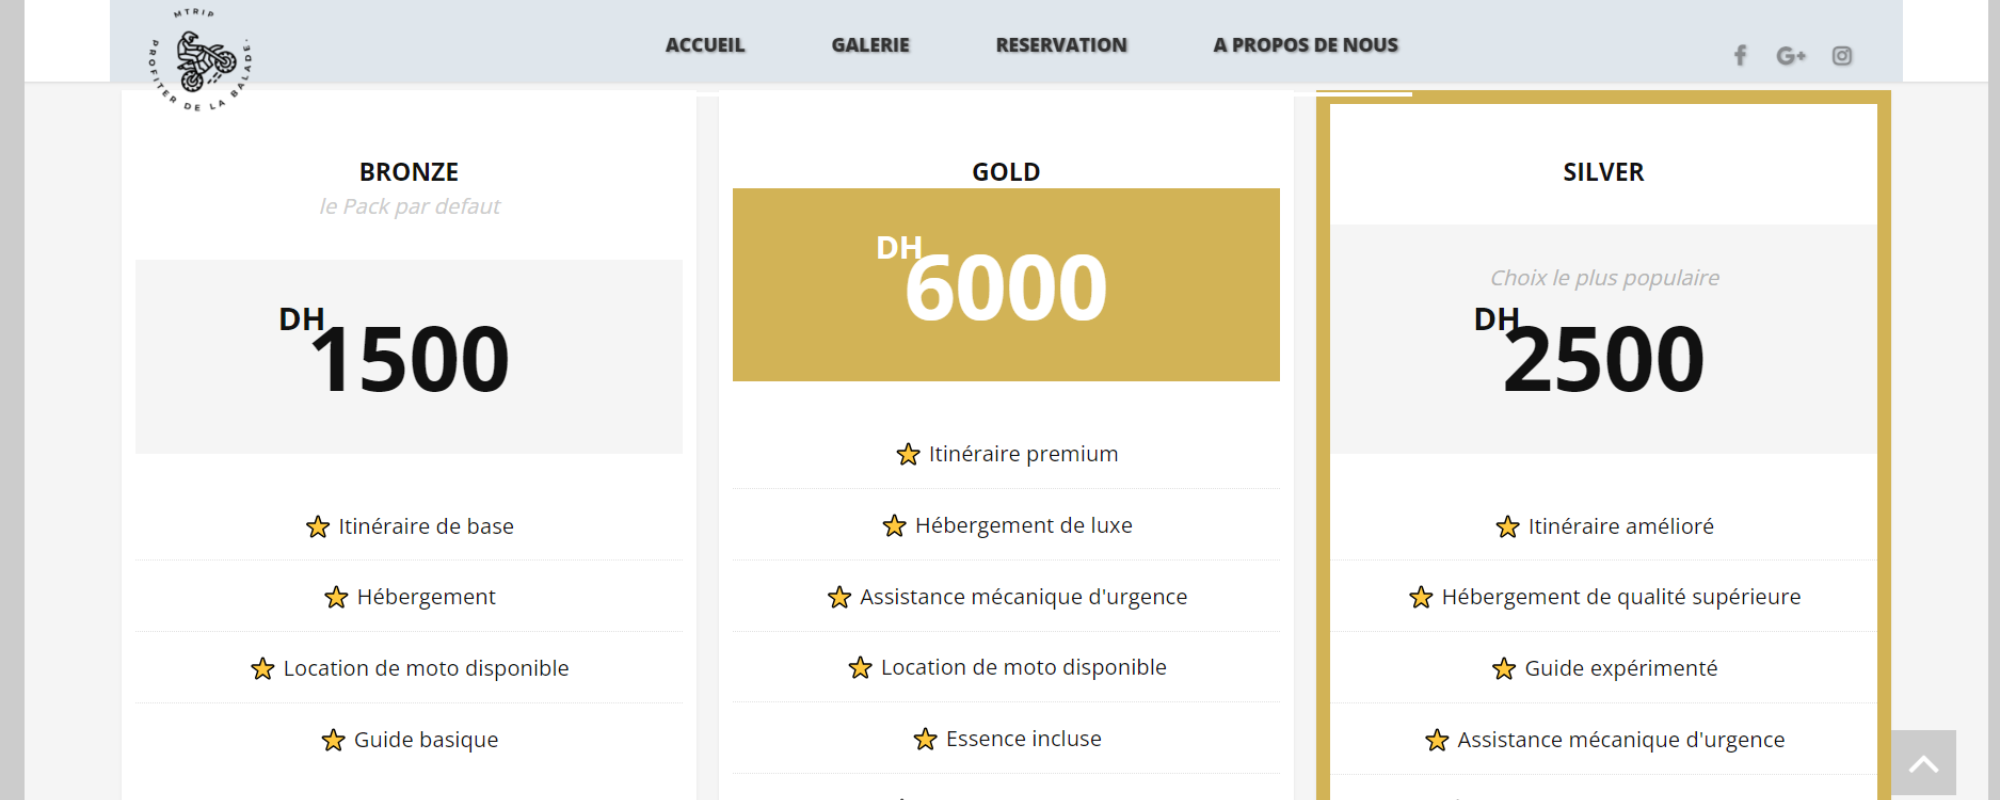 MTRIP
PROFITER DE LA BALADE.
ACCUEIL
GALERIE
RESERVATION
A PROPOS DE NOUS
G+
BRONZE
le Pack par defaut
DH
1500
Itinéraire de base
Hébergement
Location de moto disponible
Guide basique
GOLD
DH
6000
Itinéraire premium
Hébergement de luxe
Assistance mécanique d'urgence
Location de moto disponible
Essence incluse
SILVER
Choix le plus populaire
DH
2500
Itinéraire amélioré
Hébergement de qualité supérieure
Guide expérimenté
Assistance mécanique d'urgence